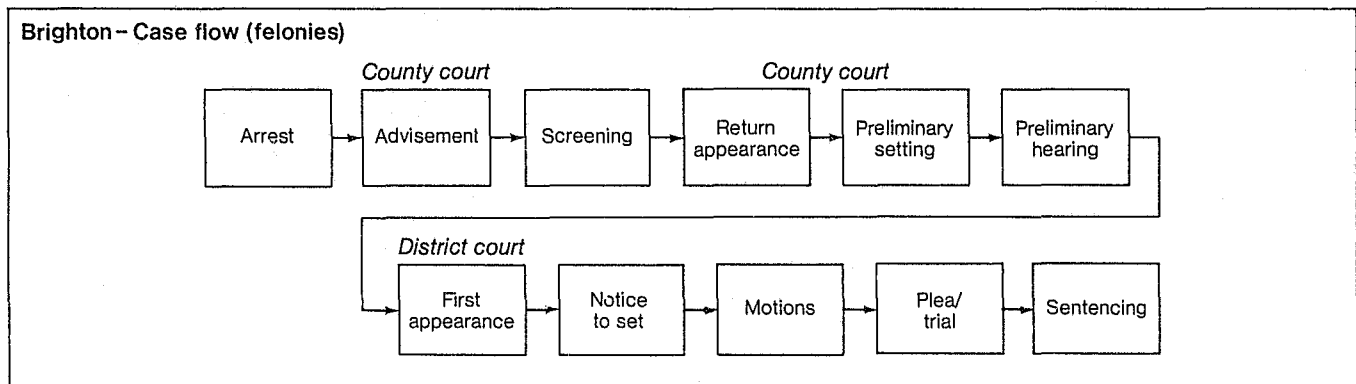 Brighton – Case flow (felonies)
County court
County court
Arrest
Advisement
Screening
Return
appearance
Preliminary
setting
Preliminary
hearing
District court
First
appearance
Notice
to set
Motions
Plea/
trial
Sentencing